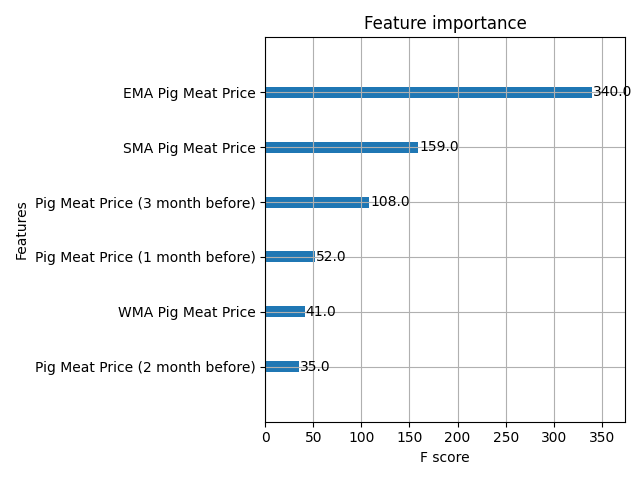 Feature importance
Features
EMA Pig Meat Price
340.0
SMA Pig Meat Price
159.0
Pig Meat Price (3 month before)
108.0
Pig Meat Price (1 month before)
52.0
WMA Pig Meat Price
41.0
Pig Meat Price (2 month before)
35.0
0 50 100 150 200 250 300 350
F score